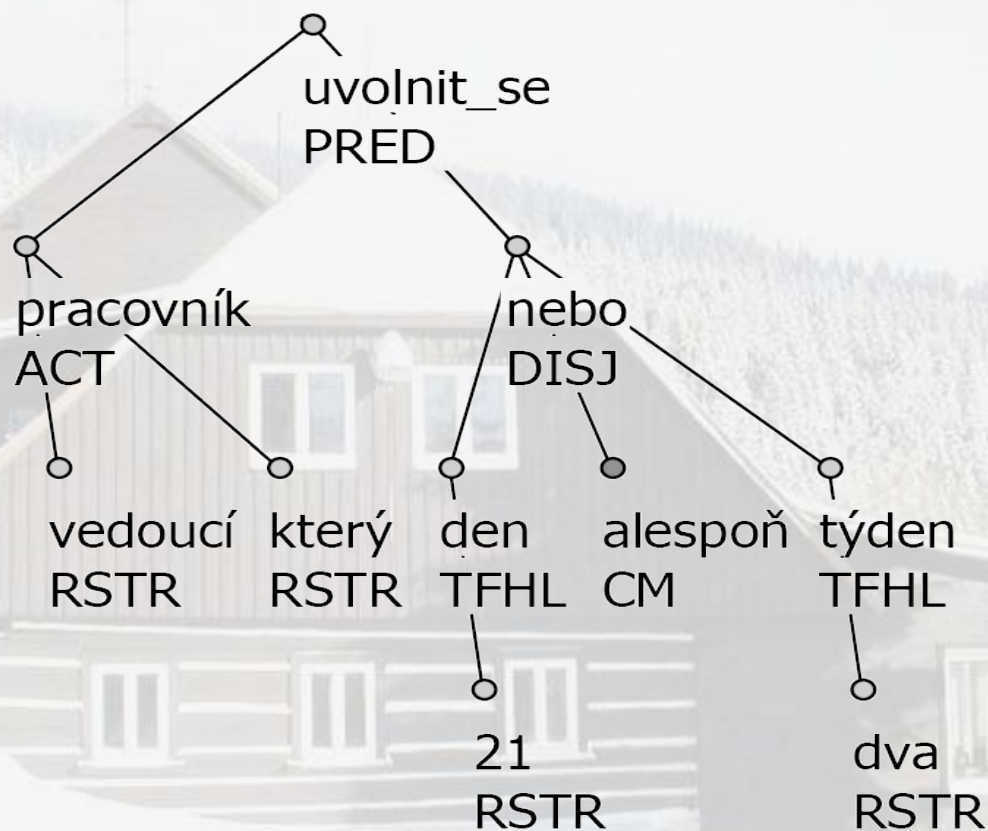 uvolnit_se
PRED
pracovník
ACT
nebo
DISJ
vedoucí
RSTR
který
RSTR
den
TFHL
alespoň
CM
týden
TFHL
21
RSTR
dva
RSTR